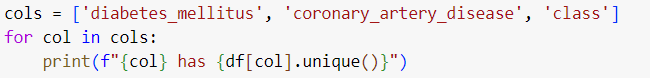 cols = ['diabetes_mellitus', 'coronary_artery_disease', 'class']
for col in cols:
    print(f"{col} has {df[col].unique()}")